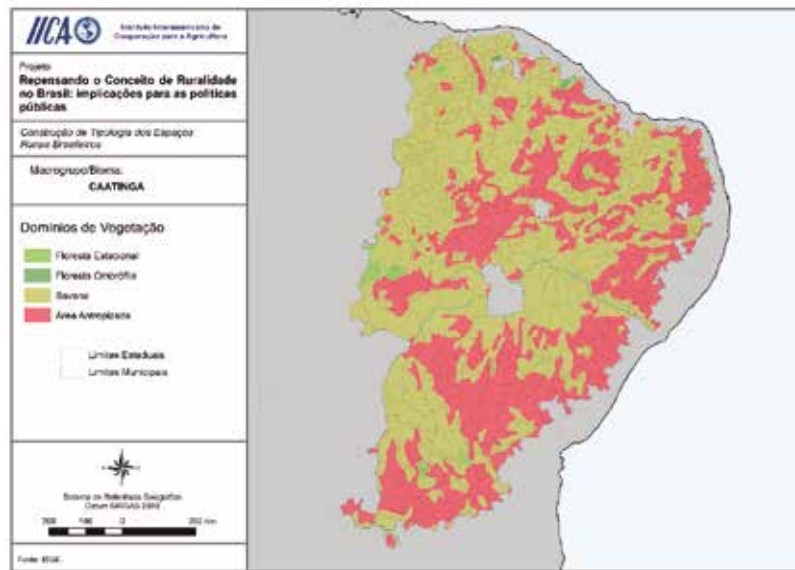 IICA
Instituto Interamericano de
Cooperação para a Agricultura
Projeto
Repensando o Conceito de Ruralidade
no Brasil: implicações para as políticas
públicas
Construção de Tipologia dos Espaços
Rurais Brasileiros
Macrogrupo/Bioma:
CAATINGA
Domínios de Vegetação
Floresta Estacional
Floresta Ombrófila
Savana
Área Antropizada
Limites Estaduais
Limites Municipais
Sistema de Referência Geográfico
Datum SIRGAS 2000
0
Fonte: IBGE.